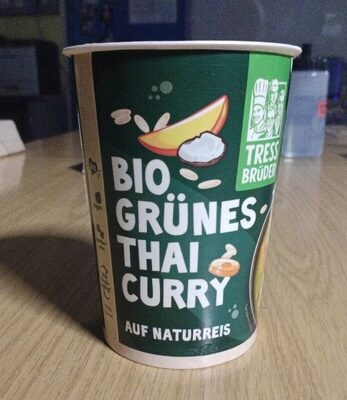 BIO
GRÜNES
THAI
CURRY
AUF NATURREIS
TRESS
BRÜDER